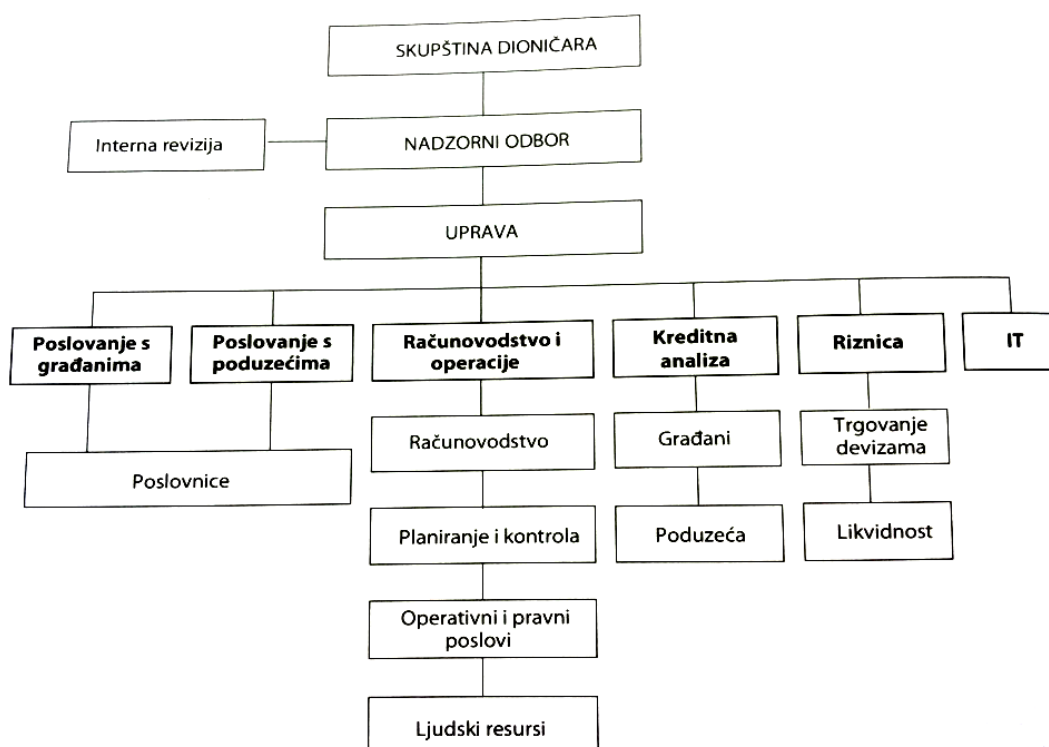 SKUPŠTINA DIONIČARA
Interna revizija
NADZORNI ODBOR
UPRAVA
Poslovanje s
građanima
Poslovanje s
poduzećima
Računovodstvo i
operacije
Kreditna
analiza
Riznica
IT
Poslovnice
Računovodstvo
Građani
Trgovanje
devizama
Planiranje i kontrola
Poduzeća
Likvidnost
Operativni i pravni
poslovi
Ljudski resursi